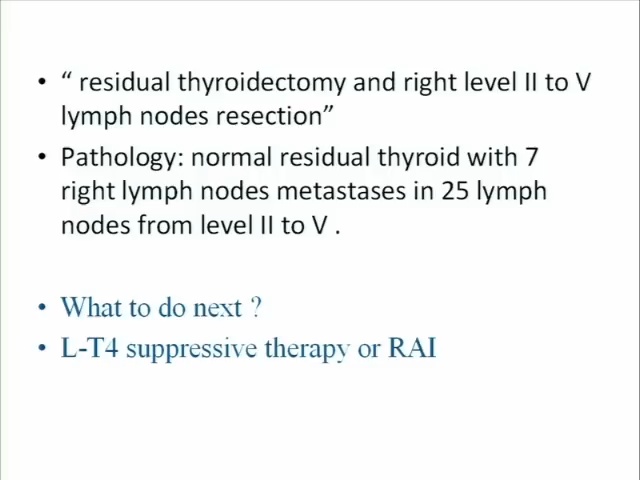 • “ residual thyroidectomy and right level II to V
lymph nodes resection”
• Pathology: normal residual thyroid with 7
right lymph nodes metastases in 25 lymph
nodes from level II to V .
• What to do next ?
• L-T4 suppressive therapy or RAI